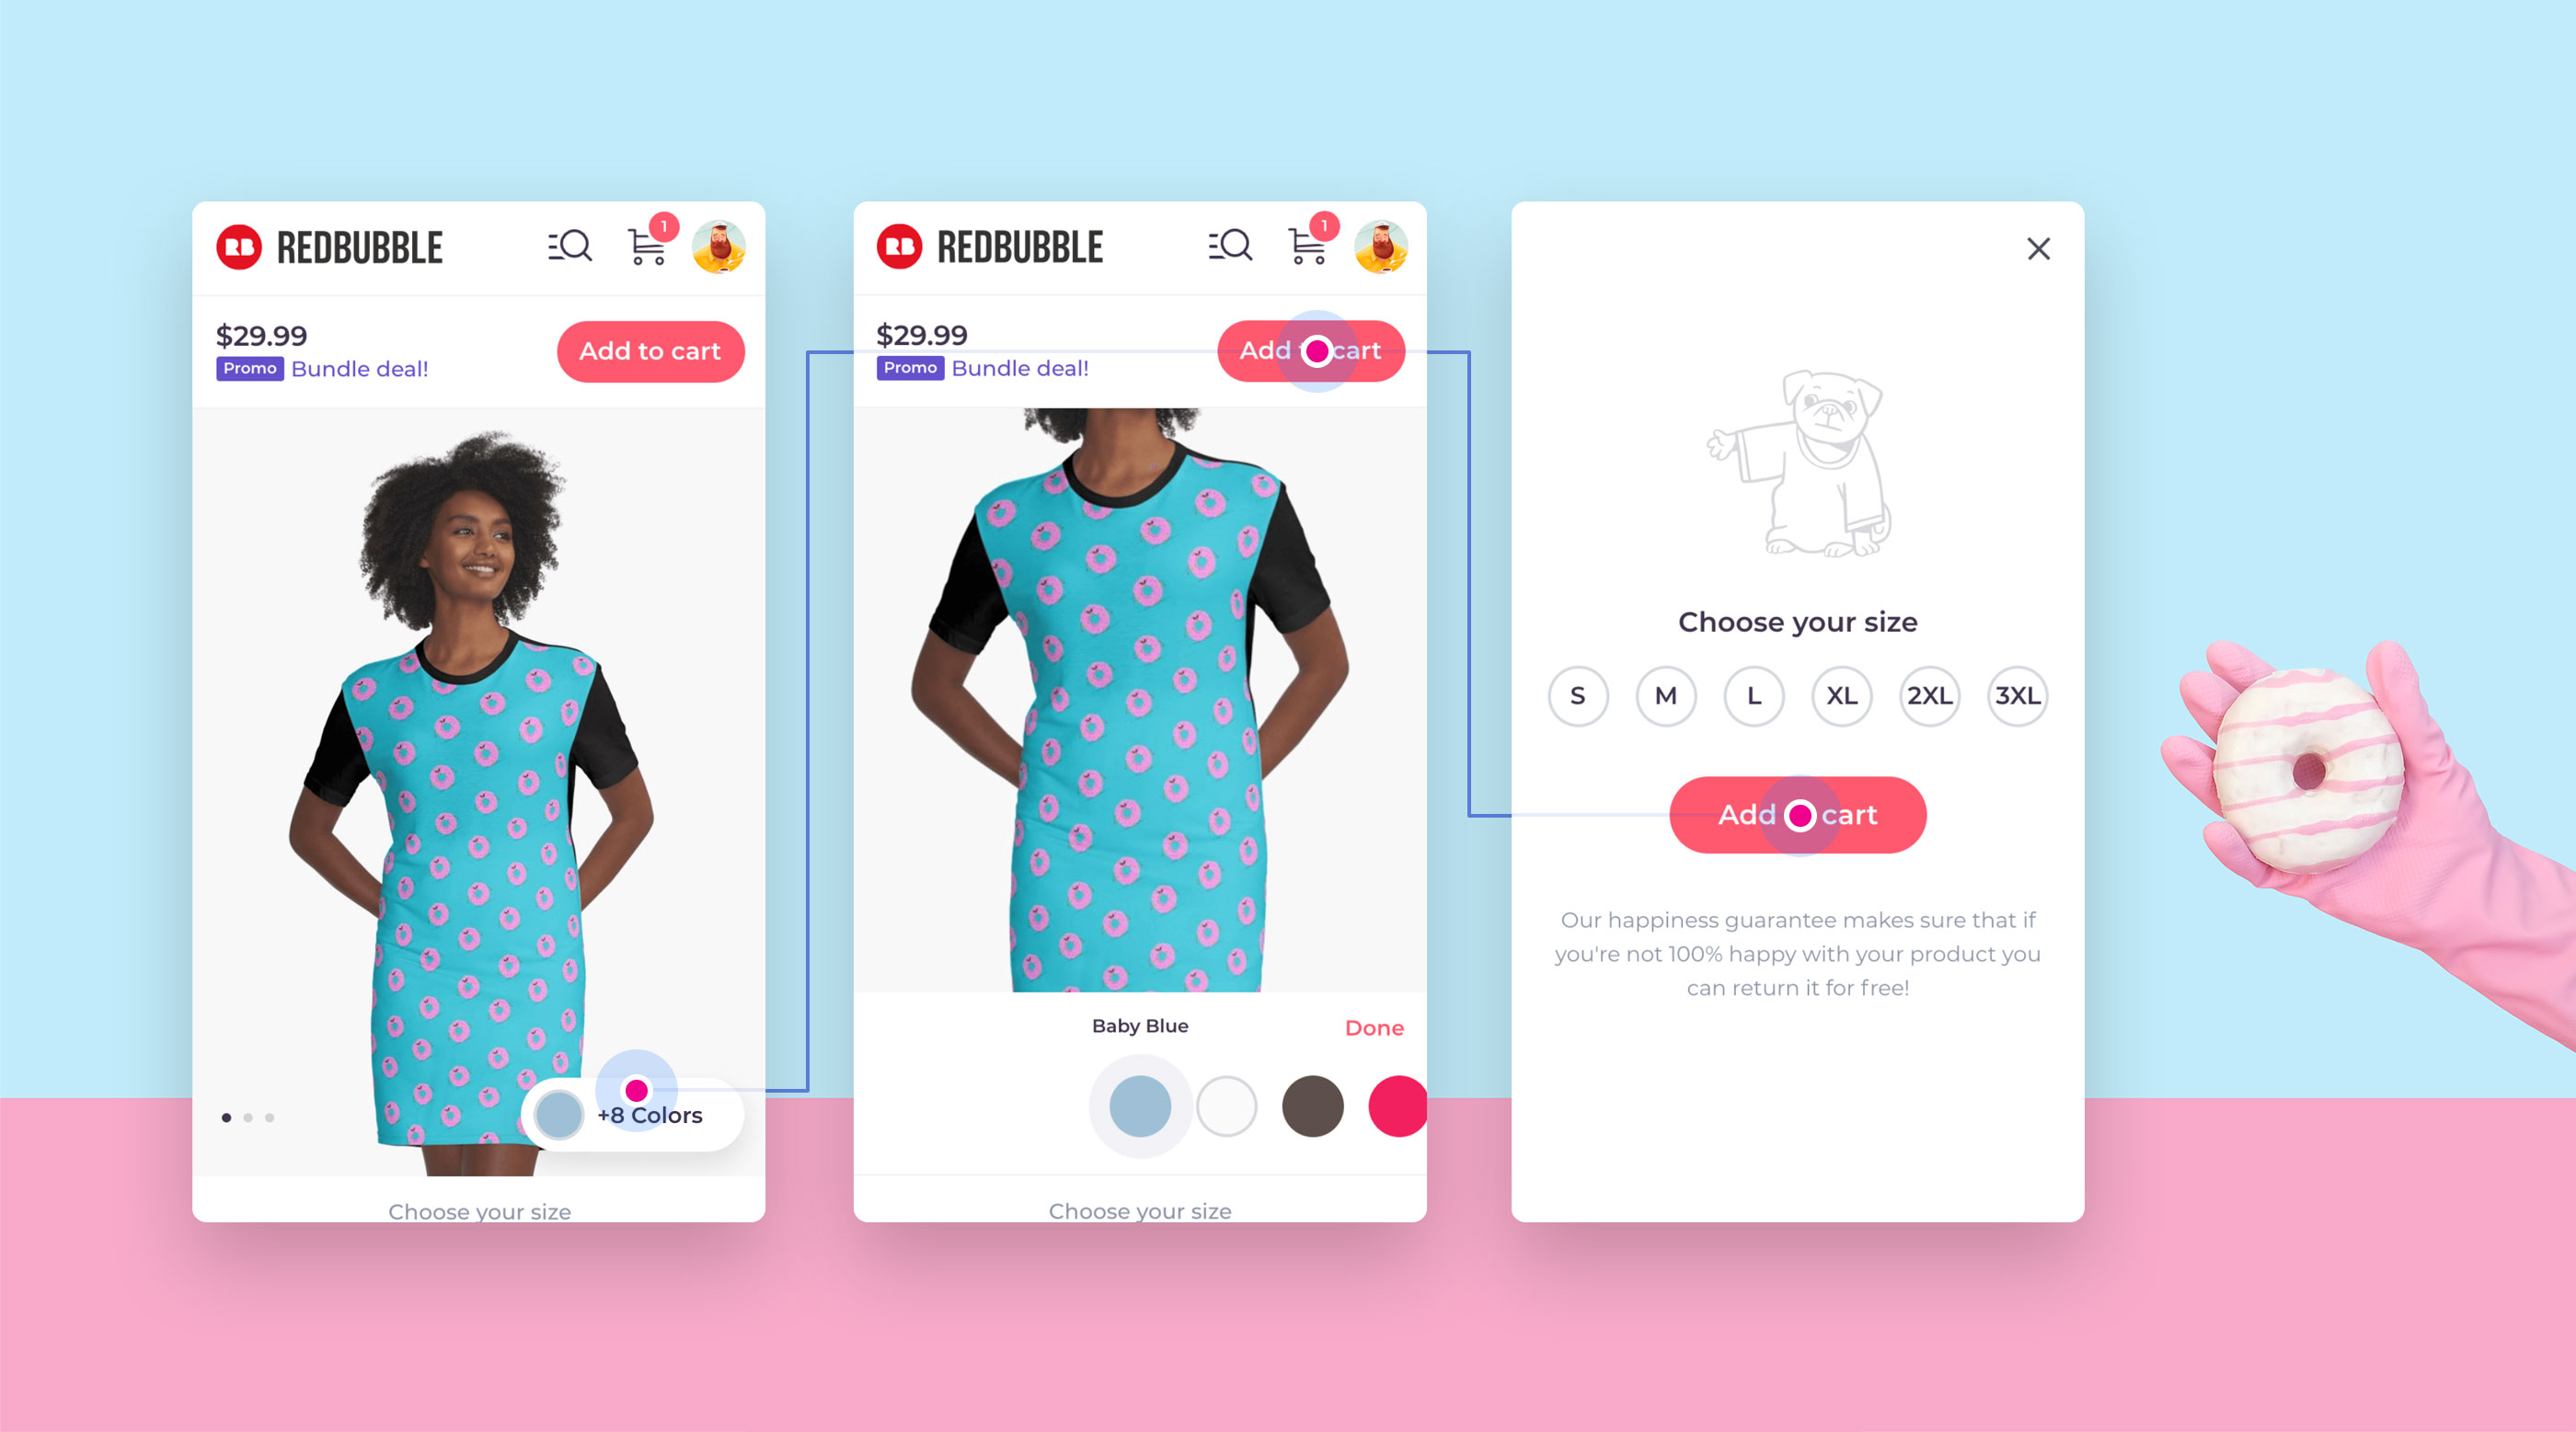 RB REDBUBBLE
1
$29.99
Promo Bundle deal!
Add to cart
+8 Colors
Choose your size
RB REDBUBBLE
1
$29.99
Promo Bundle deal!
Add cart
Baby Blue
Done
Choose your size
Choose your size
S M L XL 2XL 3XL
Add cart
Our happiness guarantee makes sure that if
you're not 100% happy with your product you
can return it for free!